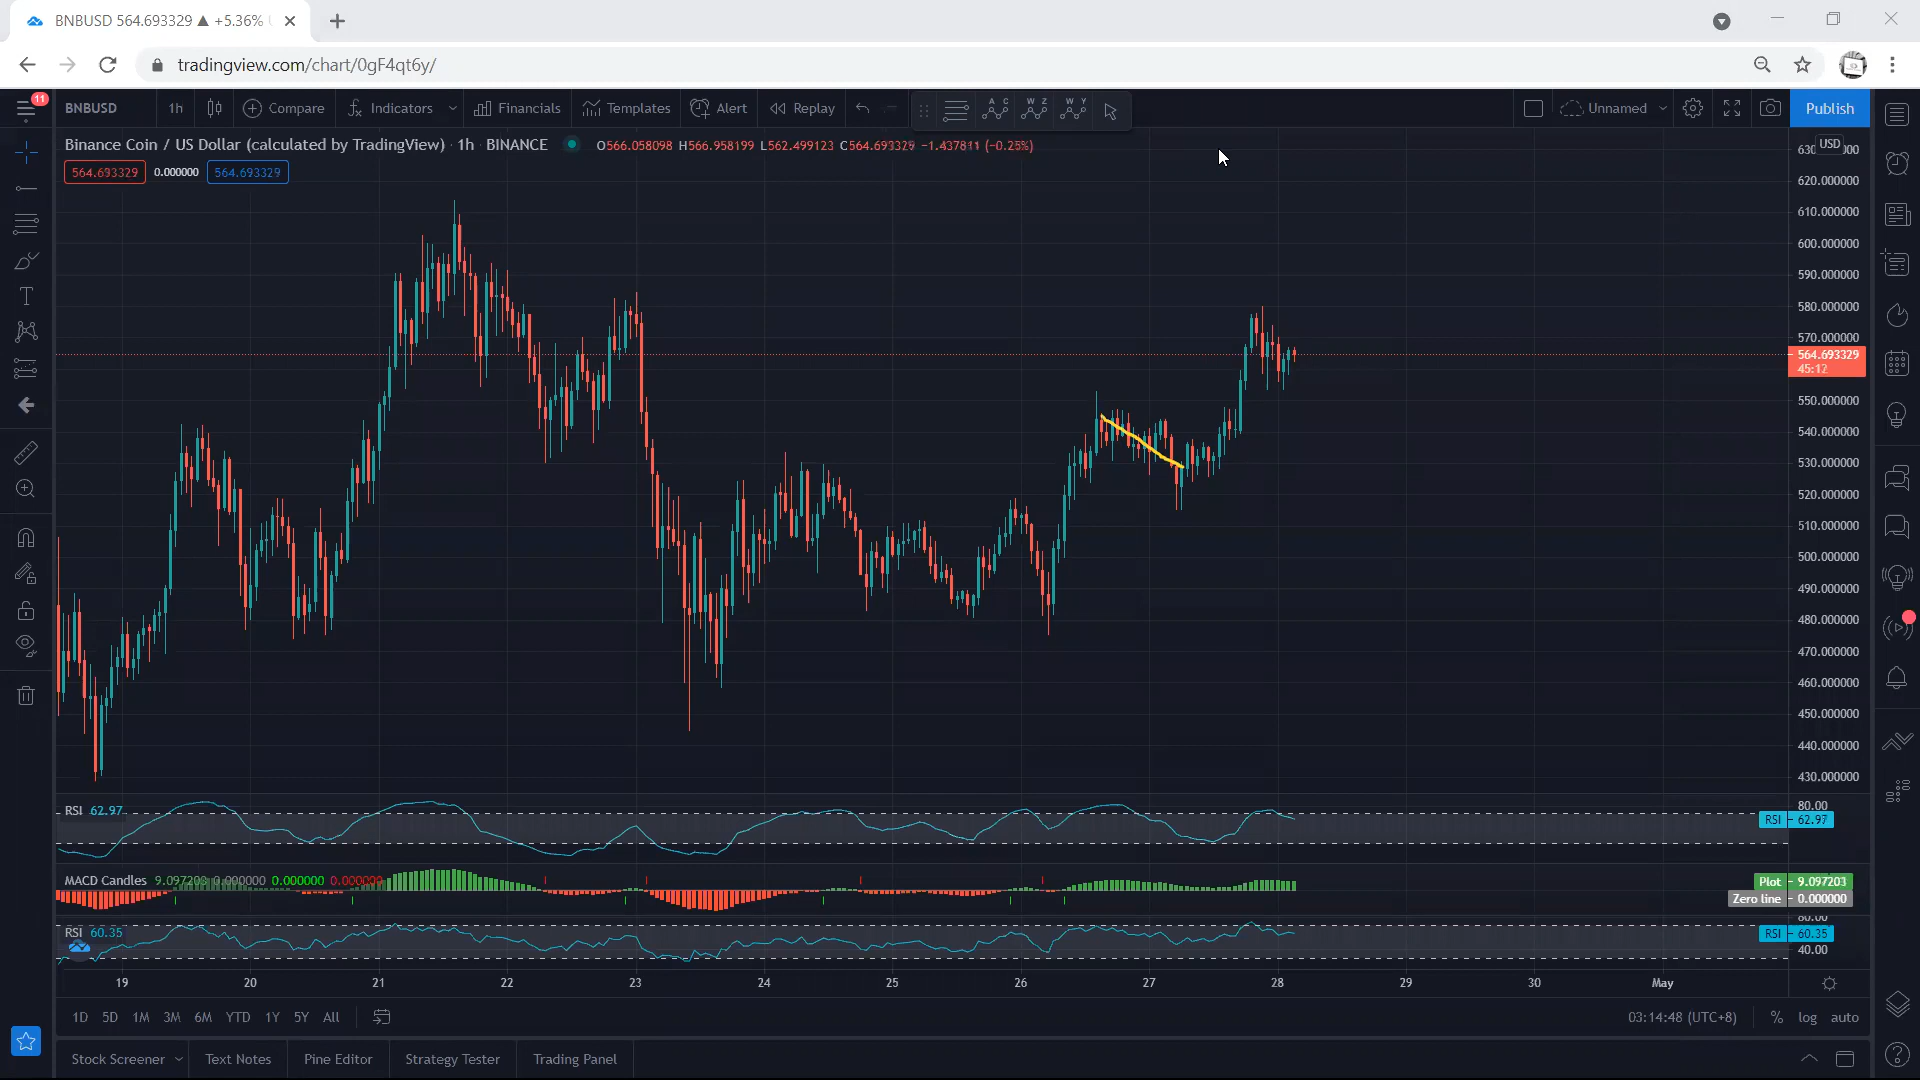 BNBUSD 564.693329 ▲ +5.36%
tradingview.com/chart/0gF4qt6y/
11
BNBUSD 1h Compare Indicators Financials Templates Alert Replay A C W Z W Y Unnamed Publish
Binance Coin / US Dollar (calculated by TradingView) · 1h · BINANCE O566.058098 H566.958199 L562.499123 C564.693329 −1.437811 (−0.25%)
564.693329 0.000000 564.693329
USD
620.000000
610.000000
600.000000
590.000000
580.000000
570.000000
564.693329
45:12
550.000000
540.000000
530.000000
520.000000
510.000000
500.000000
490.000000
480.000000
470.000000
460.000000
450.000000
440.000000
430.000000
RSI 62.97
80.00
RSI 62.97
MACD Candles 9.097203 0.000000 0.000000 0.000000
Plot 9.097203
Zero line 0.000000
RSI 60.35
80.00
RSI 60.35
40.00
19 20 21 22 23 24 25 26 27 28 29 30 May
1D 5D 1M 3M 6M YTD 1Y 5Y All 03:14:48 (UTC+8) % log auto
Stock Screener Text Notes Pine Editor Strategy Tester Trading Panel